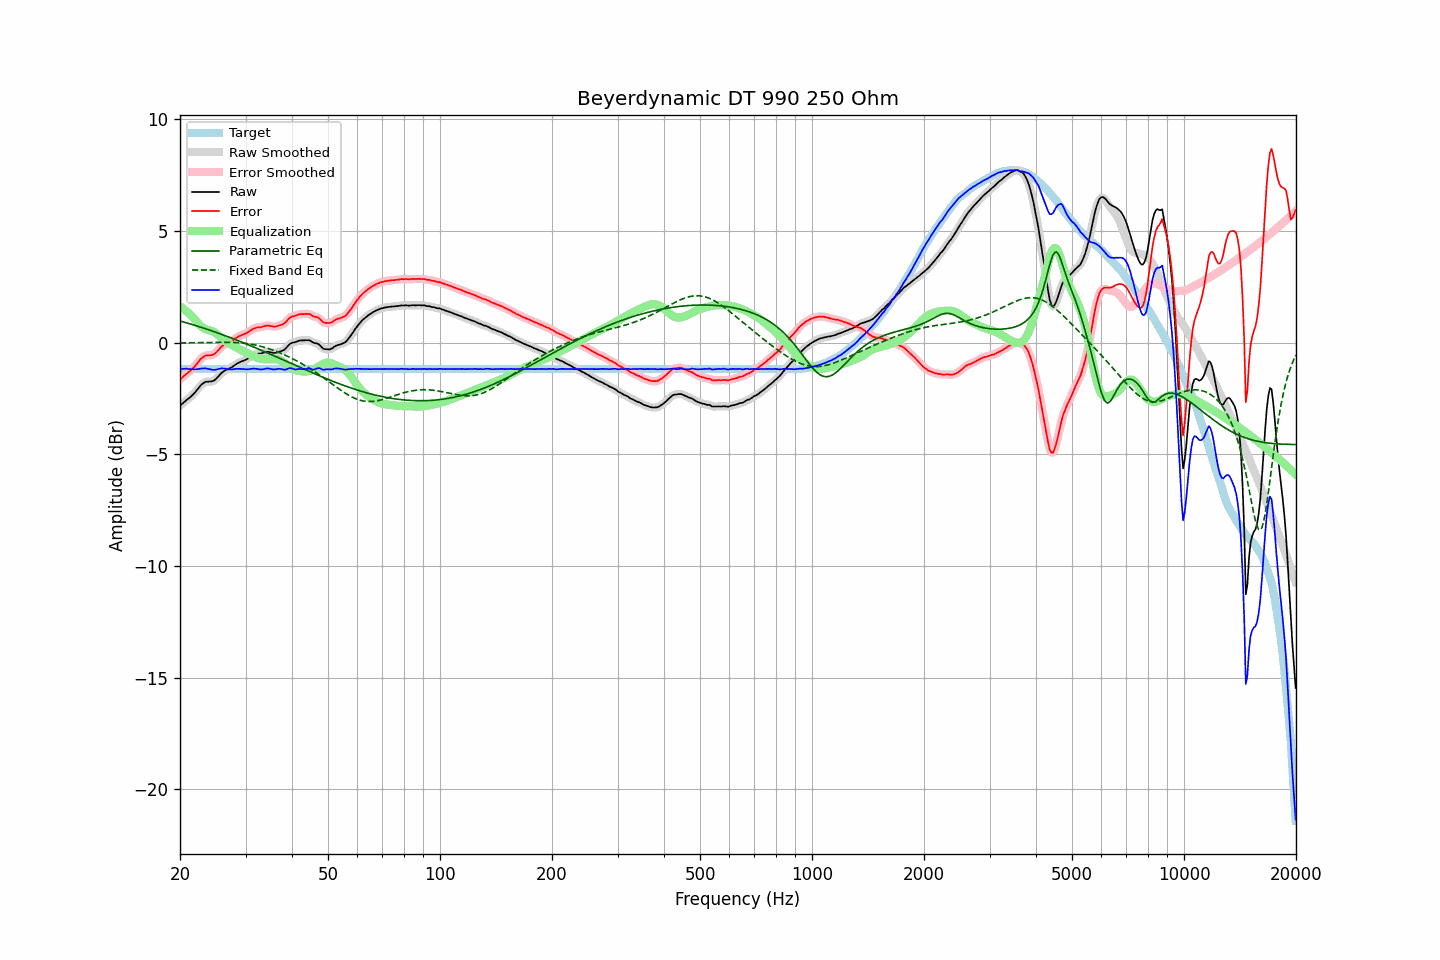 Beyerdynamic DT 990 250 Ohm
Target
Raw Smoothed
Error Smoothed
Raw
Error
Equalization
Parametric Eq
Fixed Band Eq
Equalized
10
5
0
−5
−10
−15
−20
Amplitude (dBr)
20
50
100
200
500
1000
2000
5000
10000
20000
Frequency (Hz)